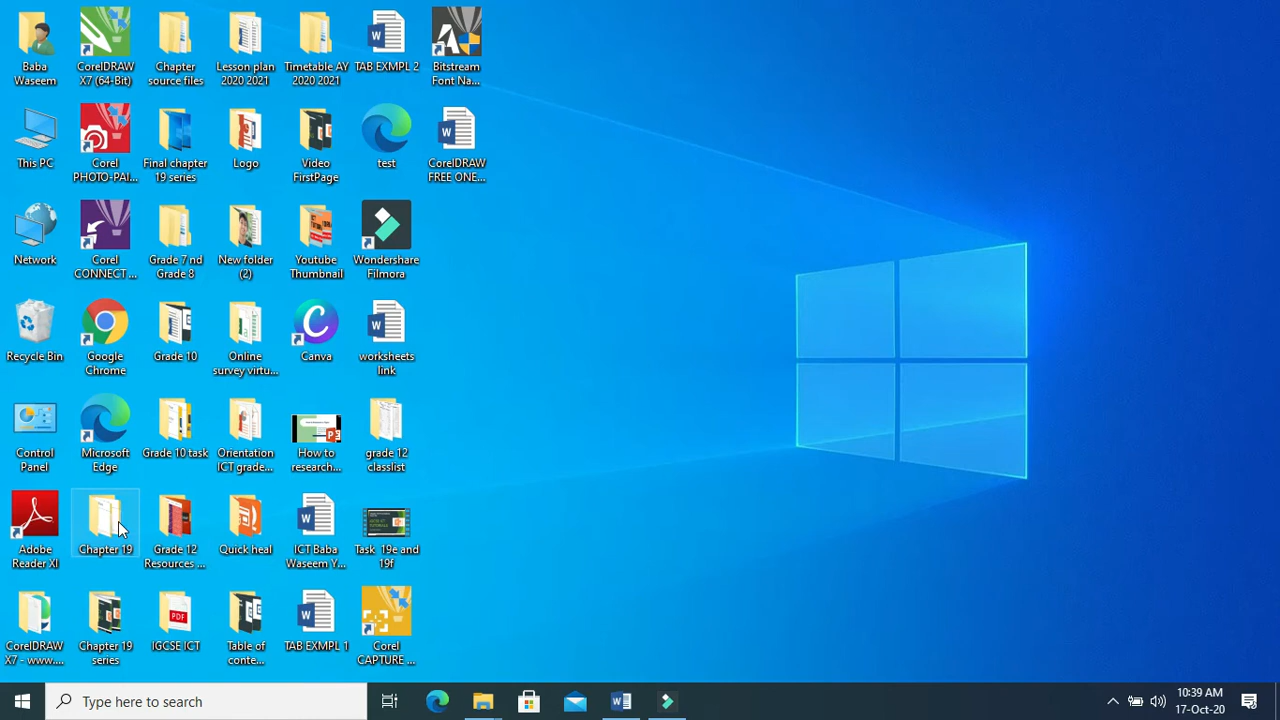 Baba
Waseem
CorelDRAW
X7 (64-Bit)
Chapter
source files
Lesson plan
2020 2021
Timetable AY
2020 2021
TAB EXMPL 2
Bitstream
Font Na...
This PC
Corel
PHOTO-PAI...
Final chapter
19 series
Logo
Video
FirstPage
test
CorelDRAW
FREE ONE...
Network
Corel
CONNECT ...
Grade 7 nd
Grade 8
New folder
(2)
Youtube
Thumbnail
Wondershare
Filmora
Recycle Bin
Google
Chrome
Grade 10
Online
survey virtu...
Canva
worksheets
link
Control
Panel
Microsoft
Edge
Grade 10 task
Orientation
ICT grade...
How to
research...
grade 12
classlist
Adobe
Reader XI
Chapter 19
Grade 12
Resources ...
Quick heal
ICT Baba
Waseem Y...
Task 19e and
19f
CorelDRAW
X7 - www....
Chapter 19
series
IGCSE ICT
Table of
conte...
TAB EXMPL 1
Corel
CAPTURE ...
Type here to search
10:39 AM
17-Oct-20